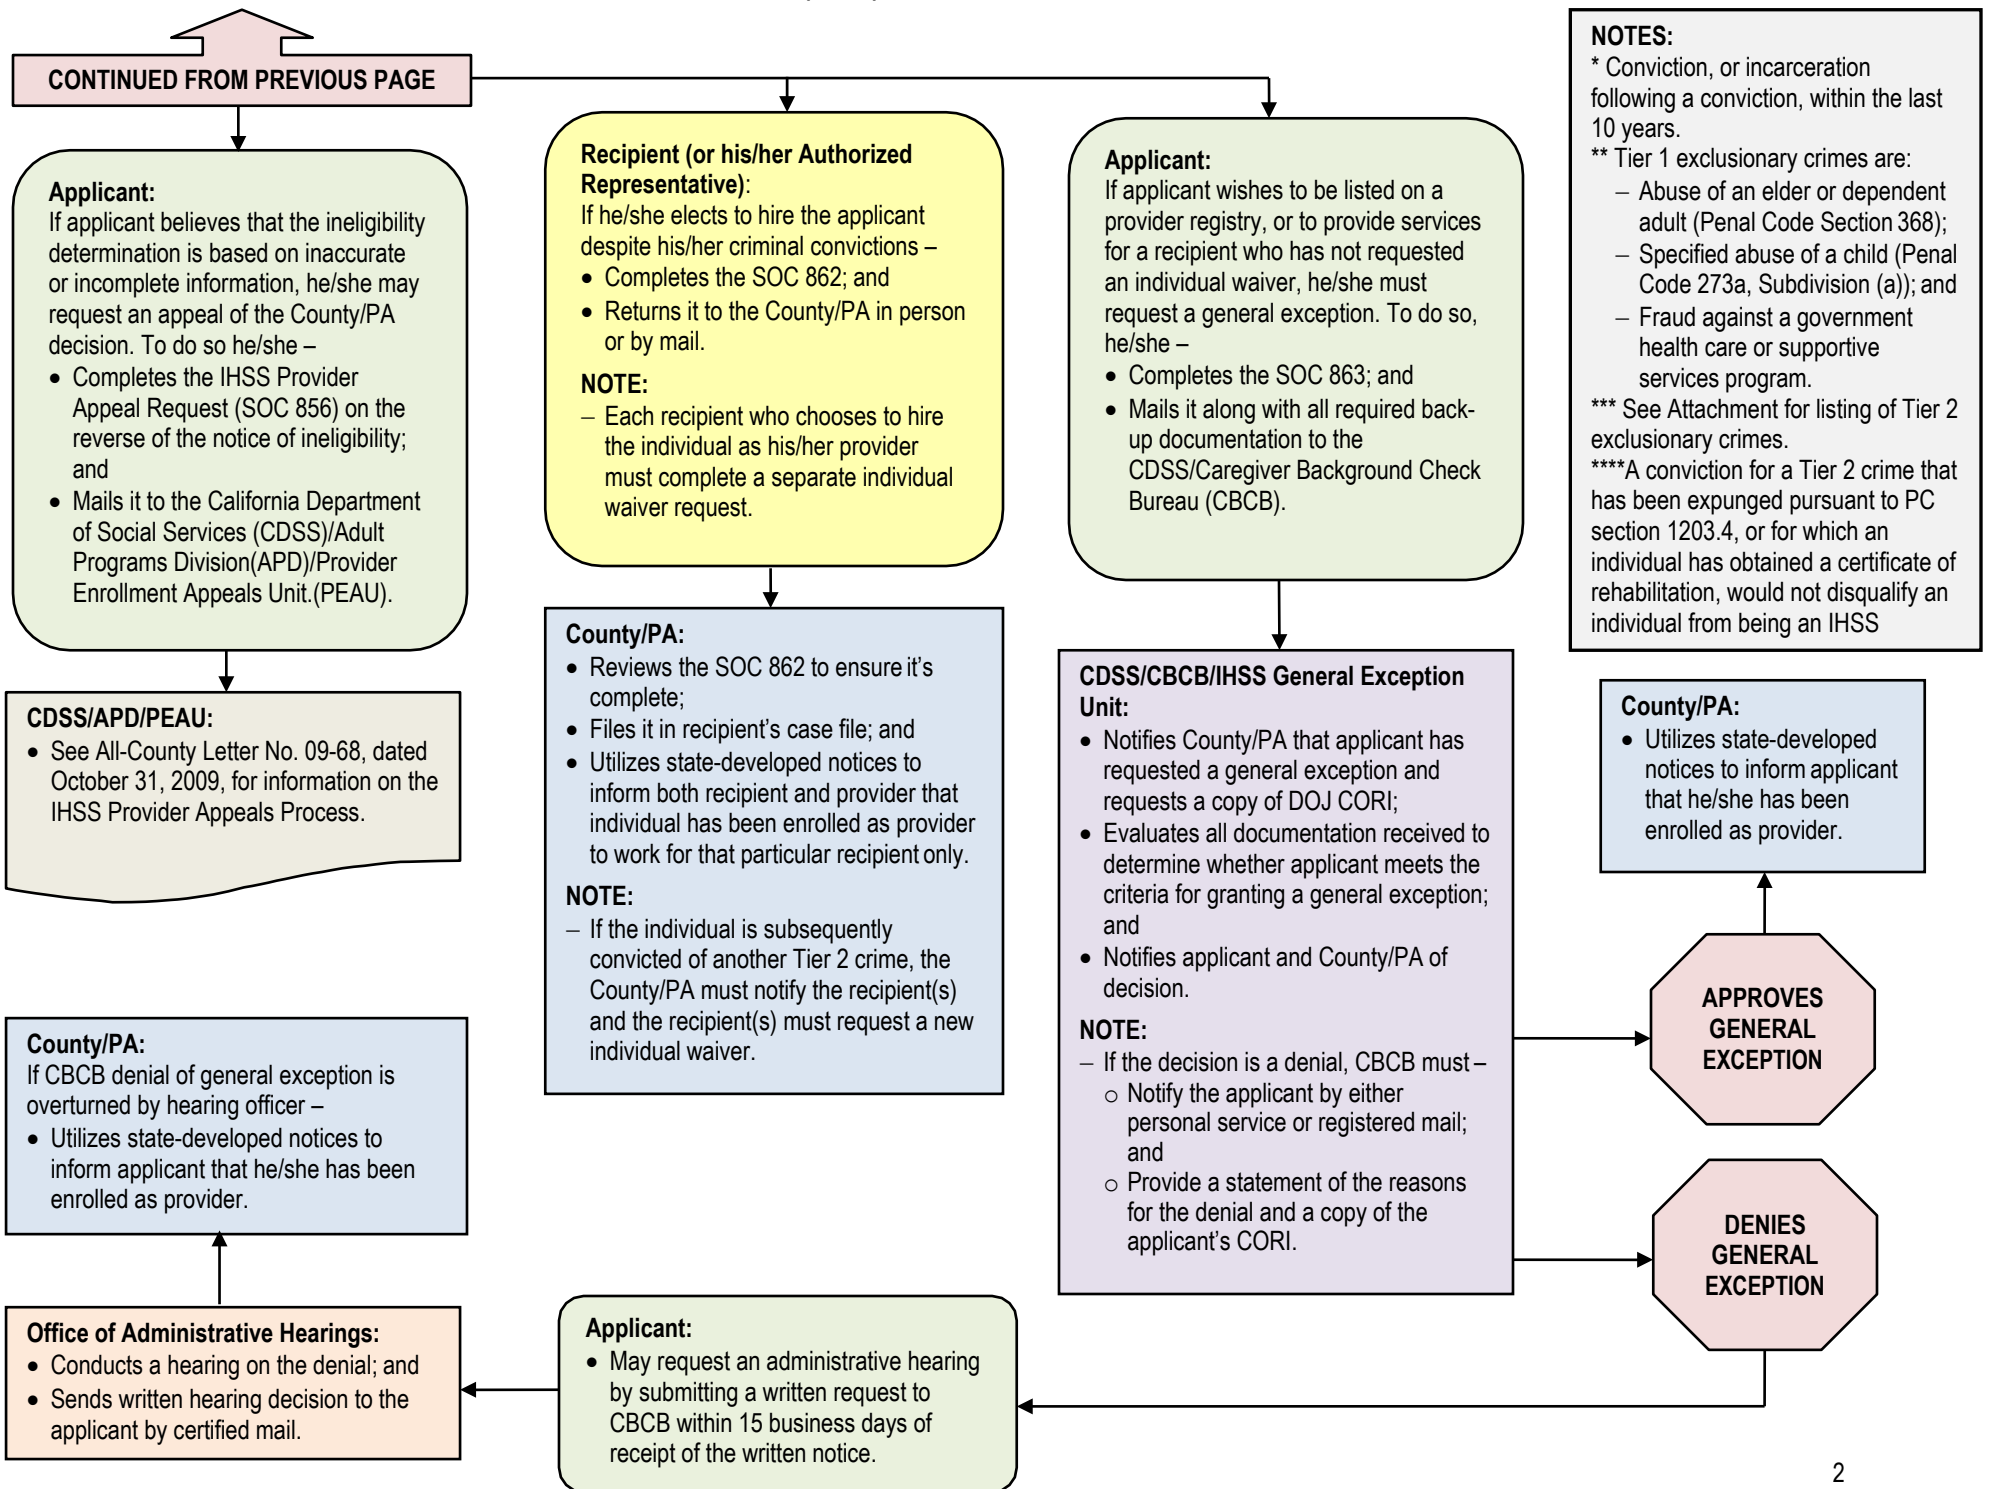 CONTINUED FROM PREVIOUS PAGE
Applicant:
If applicant believes that the ineligibility
determination is based on inaccurate
or incomplete information, he/she may
request an appeal of the County/PA
decision. To do so he/she –
• Completes the IHSS Provider
Appeal Request (SOC 856) on the
reverse of the notice of ineligibility;
and
• Mails it to the California Department
of Social Services (CDSS)/Adult
Programs Division(APD)/Provider
Enrollment Appeals Unit.(PEAU).
CDSS/APD/PEAU:
• See All-County Letter No. 09-68, dated
October 31, 2009, for information on the
IHSS Provider Appeals Process.
Recipient (or his/her Authorized
Representative):
If he/she elects to hire the applicant
despite his/her criminal convictions –
• Completes the SOC 862; and
• Returns it to the County/PA in person
or by mail.
NOTE:
– Each recipient who chooses to hire
the individual as his/her provider
must complete a separate individual
waiver request.
County/PA:
• Reviews the SOC 862 to ensure it's
complete;
• Files it in recipient's case file; and
• Utilizes state-developed notices to
inform both recipient and provider that
individual has been enrolled as provider
to work for that particular recipient only.
NOTE:
– If the individual is subsequently
convicted of another Tier 2 crime, the
County/PA must notify the recipient(s)
and the recipient(s) must request a new
individual waiver.
Applicant:
If applicant wishes to be listed on a
provider registry, or to provide services
for a recipient who has not requested
an individual waiver, he/she must
request a general exception. To do so,
he/she –
• Completes the SOC 863; and
• Mails it along with all required back-
up documentation to the
CDSS/Caregiver Background Check
Bureau (CBCB).
CDSS/CBCB/IHSS General Exception
Unit:
• Notifies County/PA that applicant has
requested a general exception and
requests a copy of DOJ CORI;
• Evaluates all documentation received to
determine whether applicant meets the
criteria for granting a general exception;
and
• Notifies applicant and County/PA of
decision.
NOTE:
– If the decision is a denial, CBCB must –
o Notify the applicant by either
personal service or registered mail;
and
o Provide a statement of the reasons
for the denial and a copy of the
applicant's CORI.
NOTES:
* Conviction, or incarceration
following a conviction, within the last
10 years.
** Tier 1 exclusionary crimes are:
– Abuse of an elder or dependent
adult (Penal Code Section 368);
– Specified abuse of a child (Penal
Code 273a, Subdivision (a)); and
– Fraud against a government
health care or supportive
services program.
*** See Attachment for listing of Tier 2
exclusionary crimes.
****A conviction for a Tier 2 crime that
has been expunged pursuant to PC
section 1203.4, or for which an
individual has obtained a certificate of
rehabilitation, would not disqualify an
individual from being an IHSS
County/PA:
• Utilizes state-developed
notices to inform applicant
that he/she has been
enrolled as provider.
APPROVES
GENERAL
EXCEPTION
DENIES
GENERAL
EXCEPTION
Applicant:
• May request an administrative hearing
by submitting a written request to
CBCB within 15 business days of
receipt of the written notice.
Office of Administrative Hearings:
• Conducts a hearing on the denial; and
• Sends written hearing decision to the
applicant by certified mail.
County/PA:
If CBCB denial of general exception is
overturned by hearing officer –
• Utilizes state-developed notices to
inform applicant that he/she has been
enrolled as provider.
2